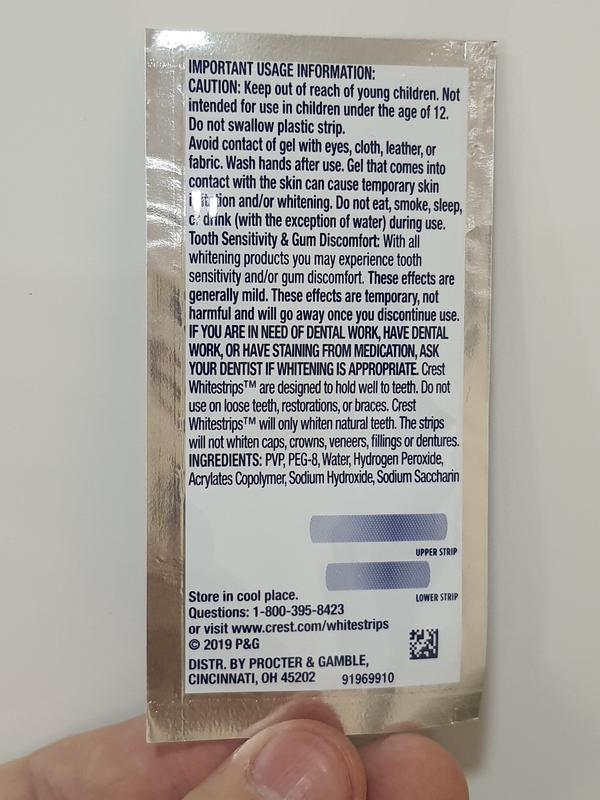 IMPORTANT USAGE INFORMATION:
CAUTION: Keep out of reach of young children. Not
intended for use in children under the age of 12.
Do not swallow plastic strip.
Avoid contact of gel with eyes, cloth, leather, or
fabric. Wash hands after use. Gel that comes into
contact with the skin can cause temporary skin
irritation and/or whitening. Do not eat, smoke, sleep,
or drink (with the exception of water) during use.
Tooth Sensitivity & Gum Discomfort: With all
whitening products you may experience tooth
sensitivity and/or gum discomfort. These effects are
generally mild. These effects are temporary, not
harmful and will go away once you discontinue use.
IF YOU ARE IN NEED OF DENTAL WORK, HAVE DENTAL
WORK, OR HAVE STAINING FROM MEDICATION, ASK
YOUR DENTIST IF WHITENING IS APPROPRIATE. Crest
Whitestrips™ are designed to hold well to teeth. Do not
use on loose teeth, restorations, or braces. Crest
Whitestrips™ will only whiten natural teeth. The strips
will not whiten caps, crowns, veneers, fillings or dentures.
INGREDIENTS: PVP, PEG-8, Water, Hydrogen Peroxide,
Acrylates Copolymer, Sodium Hydroxide, Sodium Saccharin
UPPER STRIP
LOWER STRIP
Store in cool place.
Questions: 1-800-395-8423
or visit www.crest.com/whitestrips
© 2019 P&G
DISTR. BY PROCTER & GAMBLE,
CINCINNATI, OH 45202 91969910